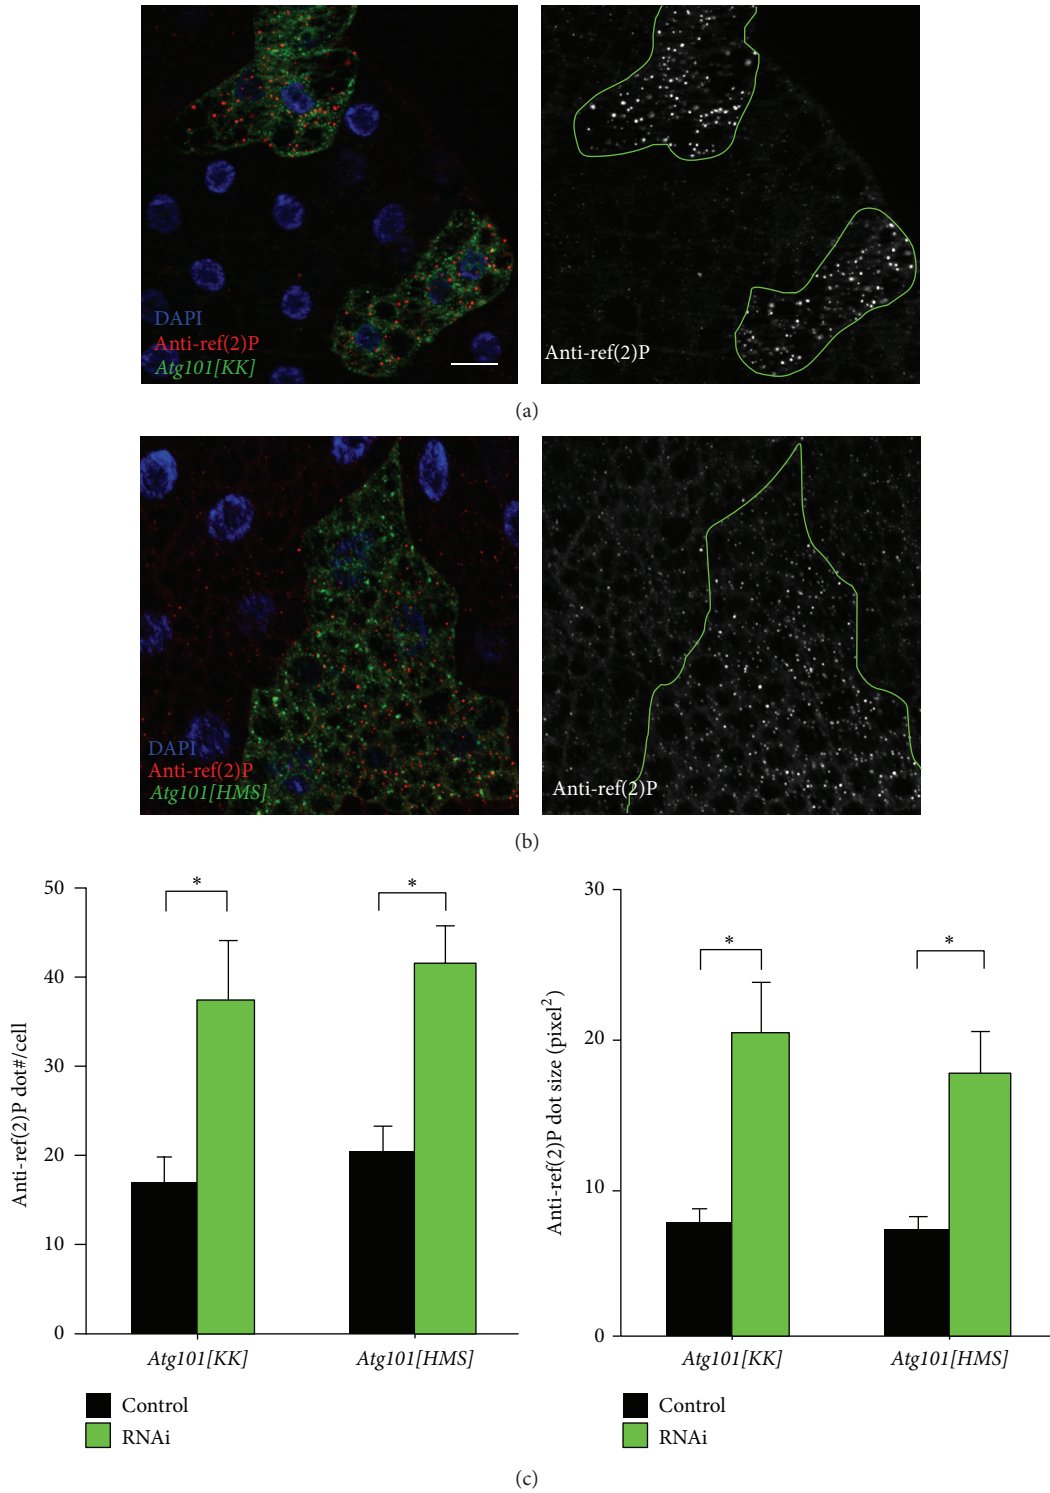 DAPI
Anti-ref(2)P
Atg101[KK]
Anti-ref(2)P
(a)
DAPI
Anti-ref(2)P
Atg101[HMS]
Anti-ref(2)P
(b)
Anti-ref(2)P dot#/cell
50
40
30
20
10
0
*
*
Atg101[KK]
Atg101[HMS]
Control
RNAi
Anti-ref(2)P dot size (pixel²)
30
20
10
0
*
*
Atg101[KK]
Atg101[HMS]
Control
RNAi
(c)